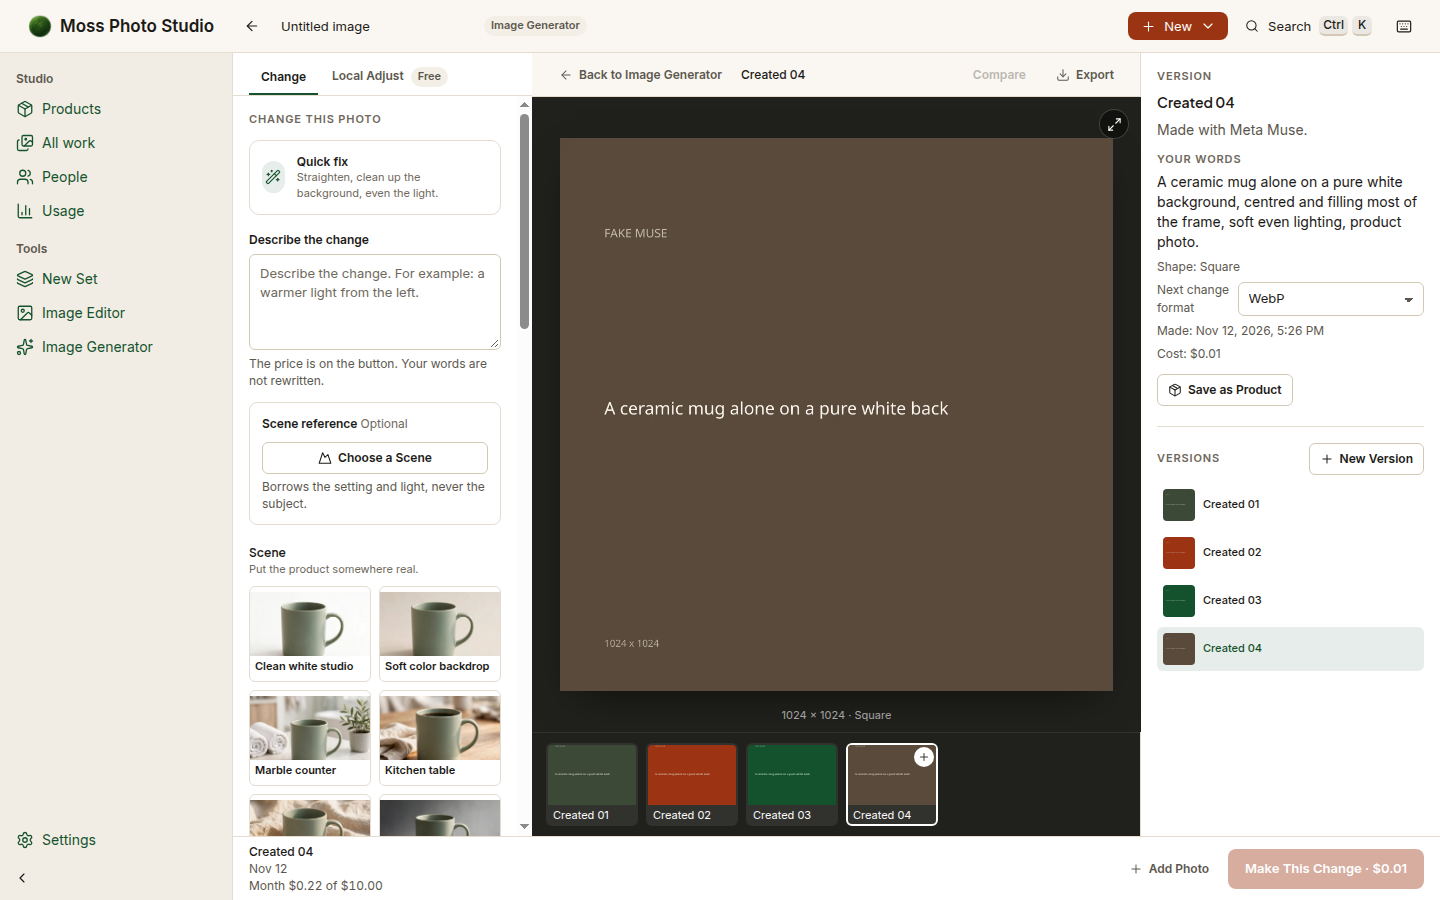 Moss Photo Studio
Untitled image
Image Generator
New
Search
Ctrl
K
Studio
Products
All work
People
Usage
Tools
New Set
Image Editor
Image Generator
Settings
Change
Local Adjust
Free
CHANGE THIS PHOTO
Quick fix
Straighten, clean up the
background, even the light.
Describe the change
Describe the change. For example: a
warmer light from the left.
The price is on the button. Your words are
not rewritten.
Scene reference Optional
Choose a Scene
Borrows the setting and light, never the
subject.
Scene
Put the product somewhere real.
Clean white studio
Soft color backdrop
Marble counter
Kitchen table
Back to Image Generator
Created 04
Compare
Export
FAKE MUSE
A ceramic mug alone on a pure white back
1024 x 1024
1024 × 1024 · Square
Created 01
Created 02
Created 03
Created 04
VERSION
Created 04
Made with Meta Muse.
YOUR WORDS
A ceramic mug alone on a pure white
background, centred and filling most of
the frame, soft even lighting, product
photo.
Shape: Square
Next change
format
WebP
Made: Nov 12, 2026, 5:26 PM
Cost: $0.01
Save as Product
VERSIONS
New Version
Created 01
Created 02
Created 03
Created 04
Created 04
Nov 12
Month $0.22 of $10.00
Add Photo
Make This Change · $0.01